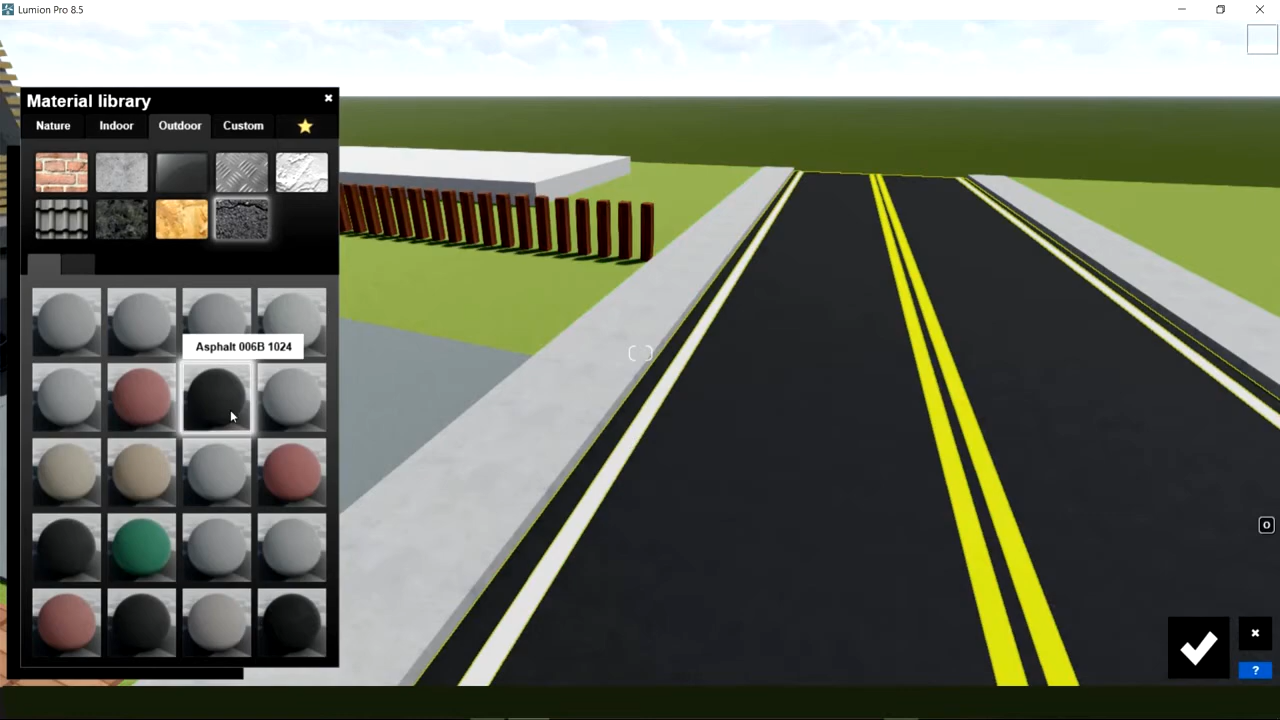 Lumion Pro 8.5
Material library
Nature Indoor Outdoor Custom
Asphalt 006B 1024
O
?